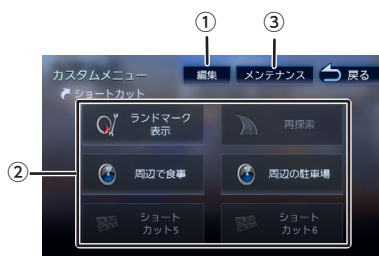 ① ③
カスタムメニュー 編集 メンテナンス 戻る
ショートカット
ランドマーク
表示
再探索
②
周辺で食事 周辺の駐車場
ショート
カット5
ショート
カット6